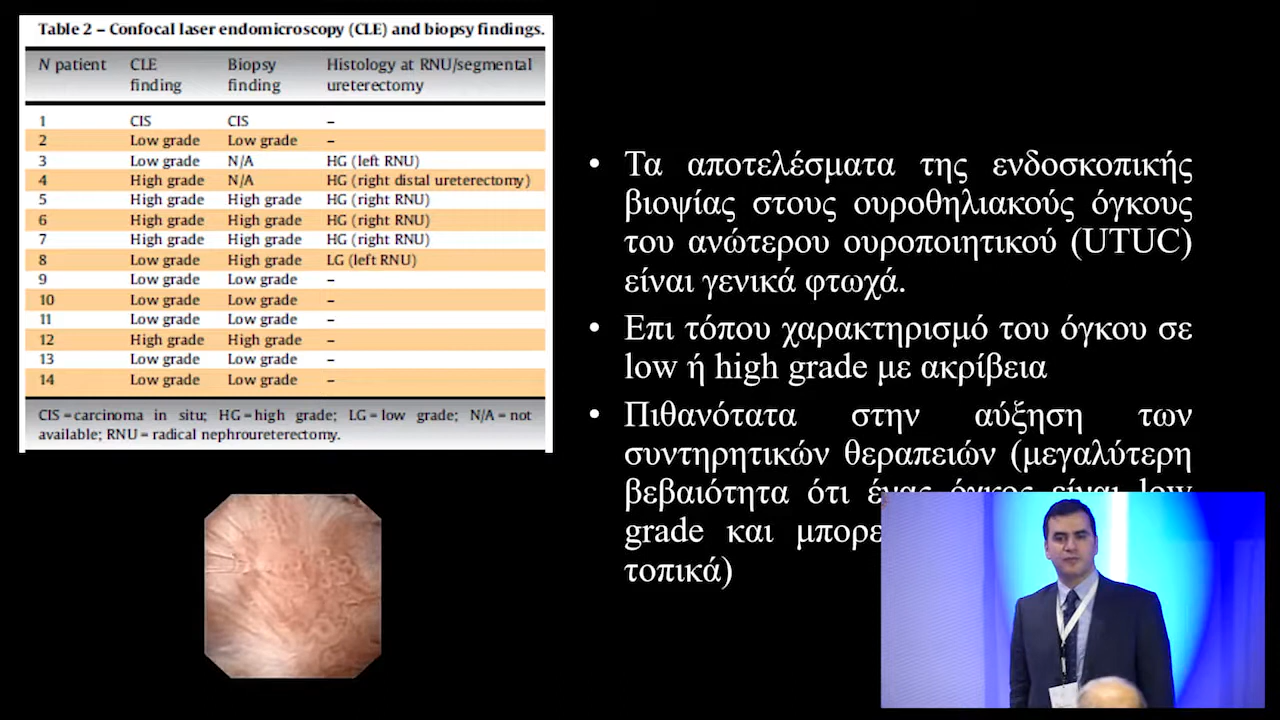 Table 2 – Confocal laser endomicroscopy (CLE) and biopsy findings.
N patient CLE finding Biopsy finding Histology at RNU/segmental ureterectomy
1 CIS CIS –
2 Low grade Low grade –
3 Low grade N/A HG (left RNU)
4 High grade N/A HG (right distal ureterectomy)
5 High grade High grade HG (right RNU)
6 High grade High grade HG (right RNU)
7 High grade High grade HG (right RNU)
8 Low grade High grade LG (left RNU)
9 Low grade Low grade –
10 Low grade Low grade –
11 Low grade Low grade –
12 High grade High grade –
13 Low grade Low grade –
14 Low grade Low grade –
CIS = carcinoma in situ; HG = high grade; LG = low grade; N/A = not
available; RNU = radical nephroureterectomy.
• Τα αποτελέσματα της ενδοσκοπικής
βιοψίας στους ουροθηλιακούς όγκους
του ανώτερου ουροποιητικού (UTUC)
είναι γενικά φτωχά.
• Επι τόπου χαρακτηρισμό του όγκου σε
low ή high grade με ακρίβεια
• Πιθανότατα στην αύξηση των
συντηρητικών θεραπειών (μεγαλύτερη
βεβαιότητα ότι ένας όγκος είναι low
grade και
τοπικά)